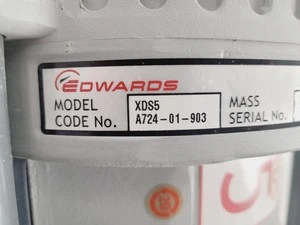 EDWARDS
MODEL XDS5 MASS
CODE No. A724-01-903 SERIAL No.